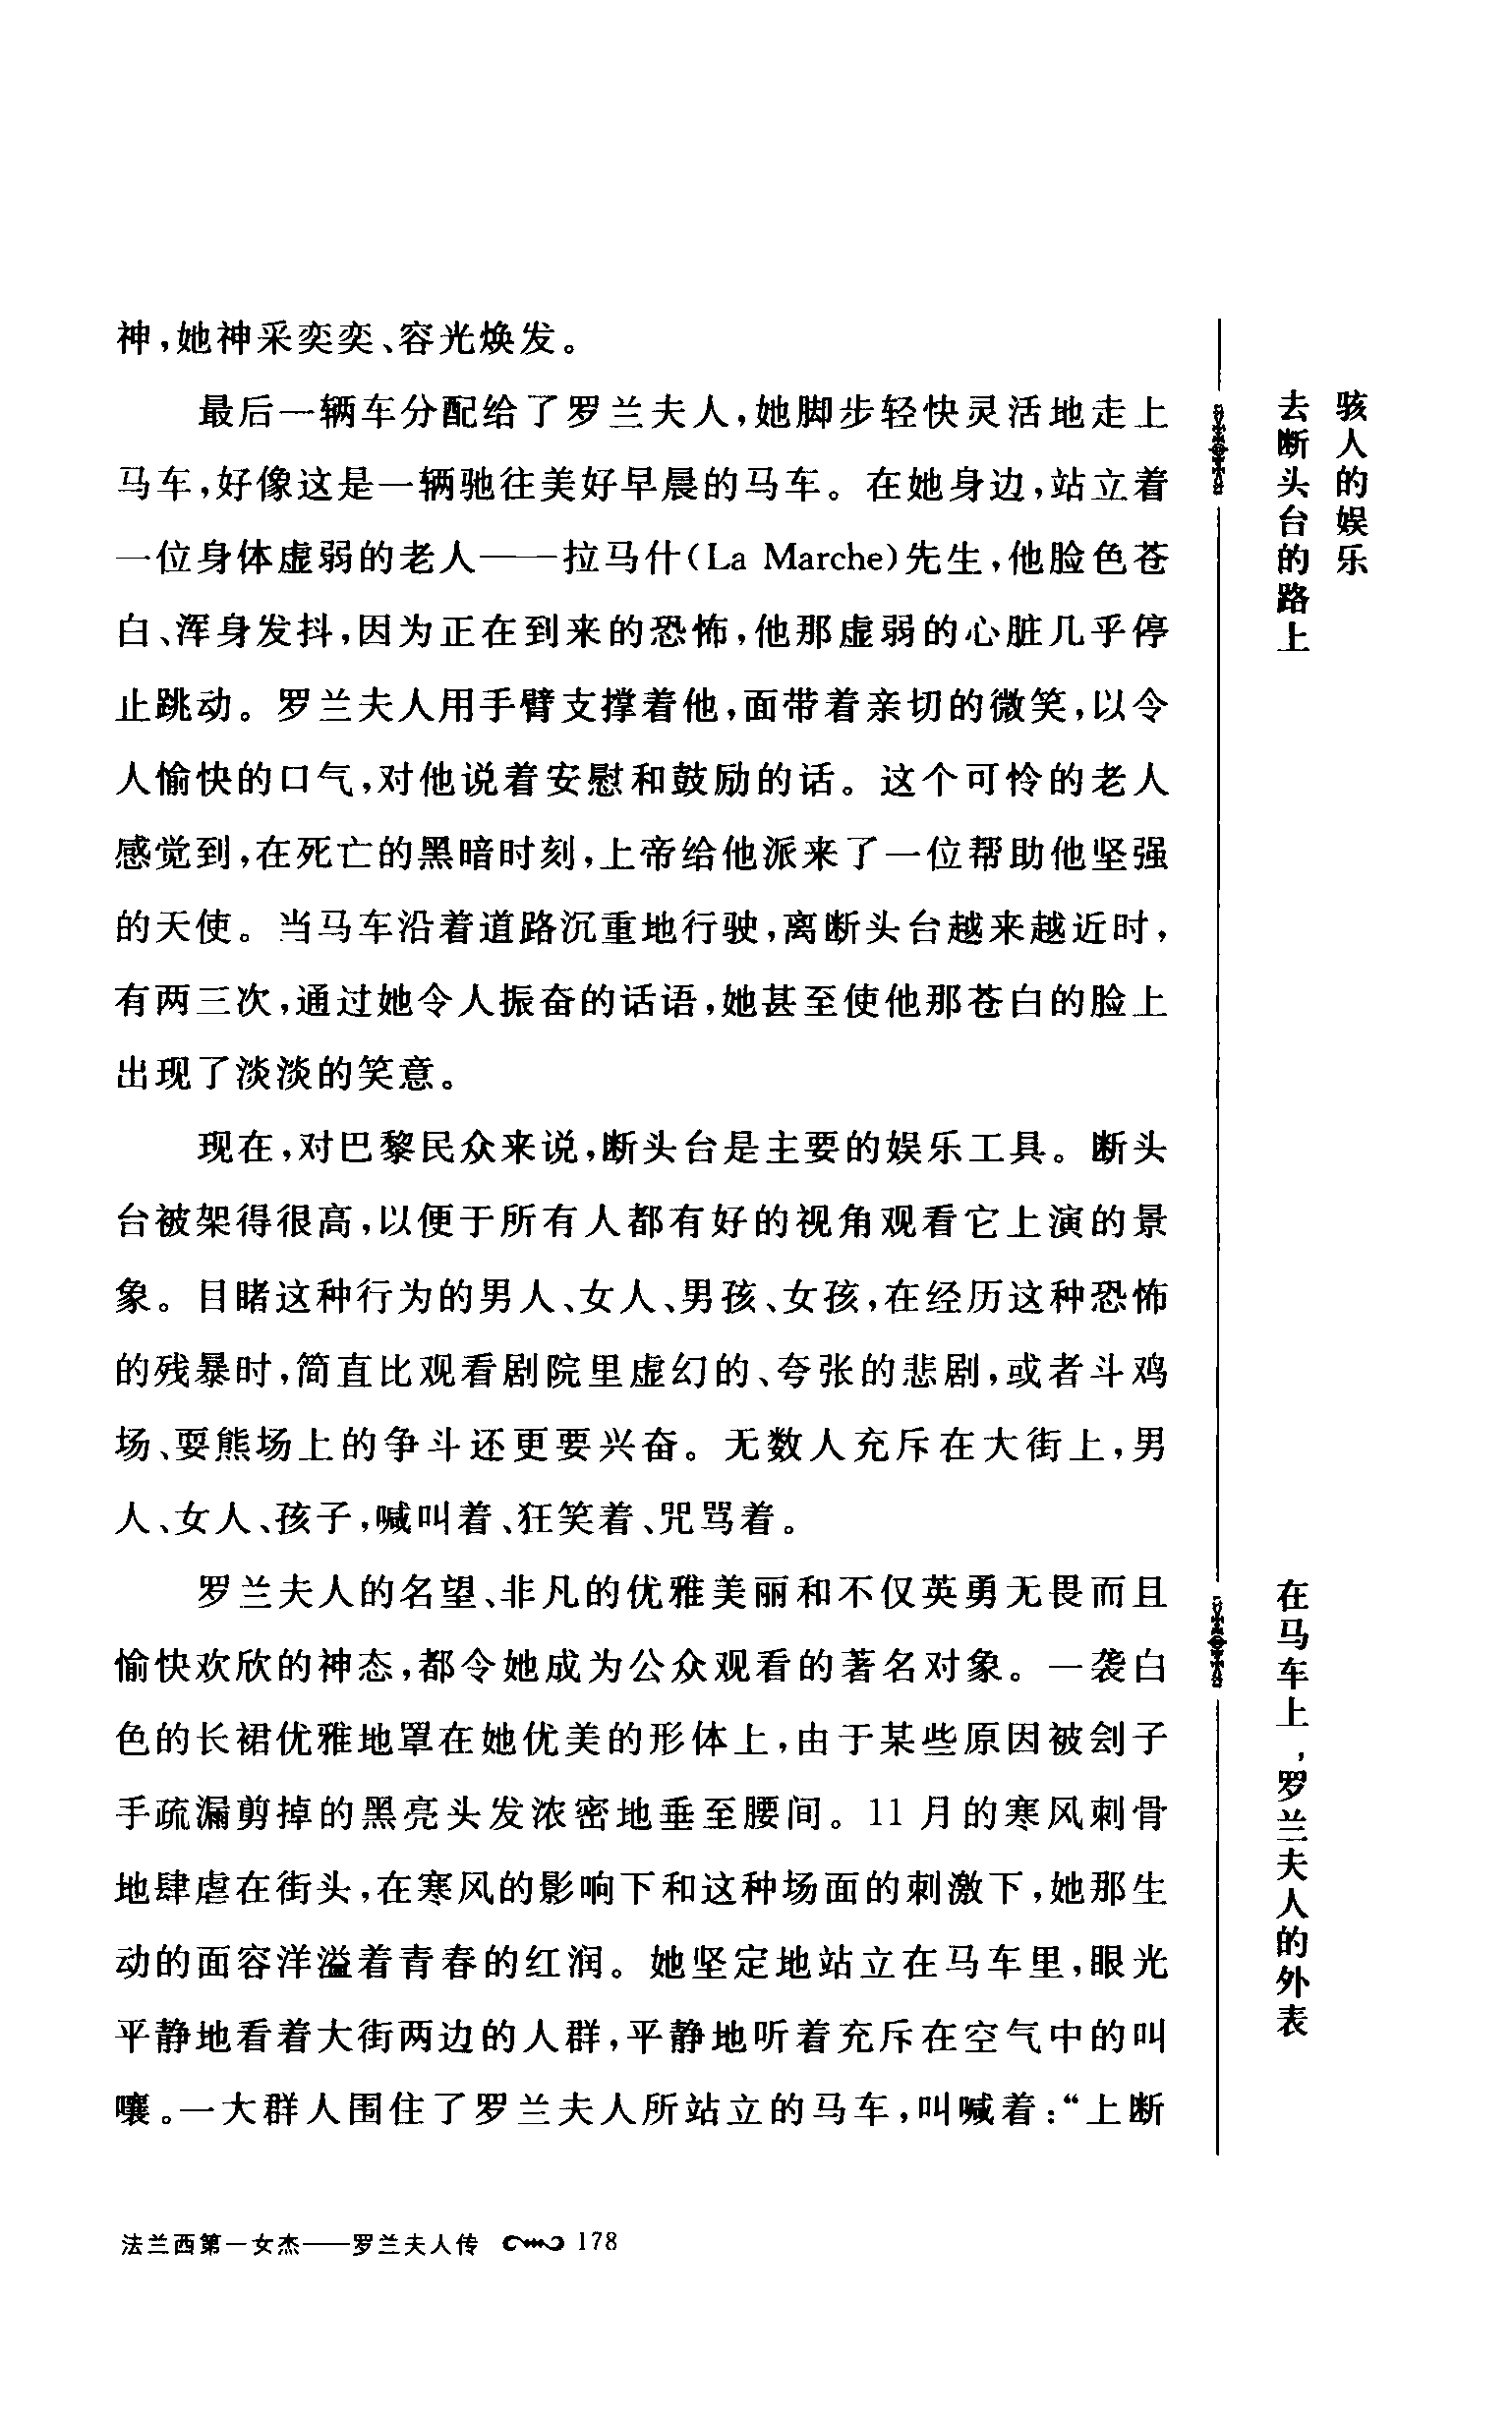 神,她神采奕奕、容光焕发。
最后一辆车分配给了罗兰夫人,她脚步轻快灵活地走上
马车,好像这是一辆驰往美好早晨的马车。在她身边,站立着
一位身体虚弱的老人——拉马什(La Marche)先生,他脸色苍
白、浑身发抖,因为正在到来的恐怖,他那虚弱的心脏几乎停
止跳动。罗兰夫人用手臂支撑着他,面带着亲切的微笑,以令
人愉快的口气,对他说着安慰和鼓励的话。这个可怜的老人
感觉到,在死亡的黑暗时刻,上帝给他派来了一位帮助他坚强
的天使。当马车沿着道路沉重地行驶,离断头台越来越近时,
有两三次,通过她令人振奋的话语,她甚至使他那苍白的脸上
出现了淡淡的笑意。
现在,对巴黎民众来说,断头台是主要的娱乐工具。断头
台被架得很高,以便于所有人都有好的视角观看它上演的景
象。目睹这种行为的男人、女人、男孩、女孩,在经历这种恐怖
的残暴时,简直比观看剧院里虚幻的、夸张的悲剧,或者斗鸡
场、耍熊场上的争斗还更要兴奋。无数人充斥在大街上,男
人、女人、孩子,喊叫着、狂笑着、咒骂着。
罗兰夫人的名望、非凡的优雅美丽和不仅英勇无畏而且
愉快欢欣的神态,都令她成为公众观看的著名对象。一袭白
色的长裙优雅地罩在她优美的形体上,由于某些原因被刽子
手疏漏剪掉的黑亮头发浓密地垂至腰间。11月的寒风刺骨
地肆虐在街头,在寒风的影响下和这种场面的刺激下,她那生
动的面容洋溢着青春的红润。她坚定地站立在马车里,眼光
平静地看着大街两边的人群,平静地听着充斥在空气中的叫
嚷。一大群人围住了罗兰夫人所站立的马车,叫喊着:“上断
骇人的娱乐
去断头台的路上
在马车上,罗兰夫人的外表
法兰西第一女杰——罗兰夫人传 178